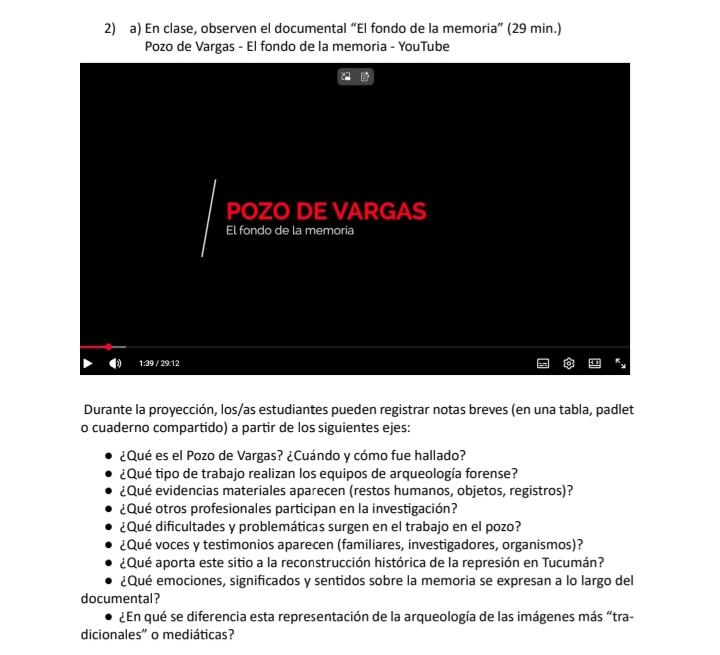 2) a) En clase, observen el documental “El fondo de la memoria” (29 min.)
Pozo de Vargas - El fondo de la memoria - YouTube
POZO DE VARGAS
El fondo de la memoria
1:39 / 29:12
Durante la proyección, los/as estudiantes pueden registrar notas breves (en una tabla, padlet
o cuaderno compartido) a partir de los siguientes ejes:
● ¿Qué es el Pozo de Vargas? ¿Cuándo y cómo fue hallado?
● ¿Qué tipo de trabajo realizan los equipos de arqueología forense?
● ¿Qué evidencias materiales aparecen (restos humanos, objetos, registros)?
● ¿Qué otros profesionales participan en la investigación?
● ¿Qué dificultades y problemáticas surgen en el trabajo en el pozo?
● ¿Qué voces y testimonios aparecen (familiares, investigadores, organismos)?
● ¿Qué aporta este sitio a la reconstrucción histórica de la represión en Tucumán?
● ¿Qué emociones, significados y sentidos sobre la memoria se expresan a lo largo del
documental?
● ¿En qué se diferencia esta representación de la arqueología de las imágenes más “tra-
dicionales” o mediáticas?